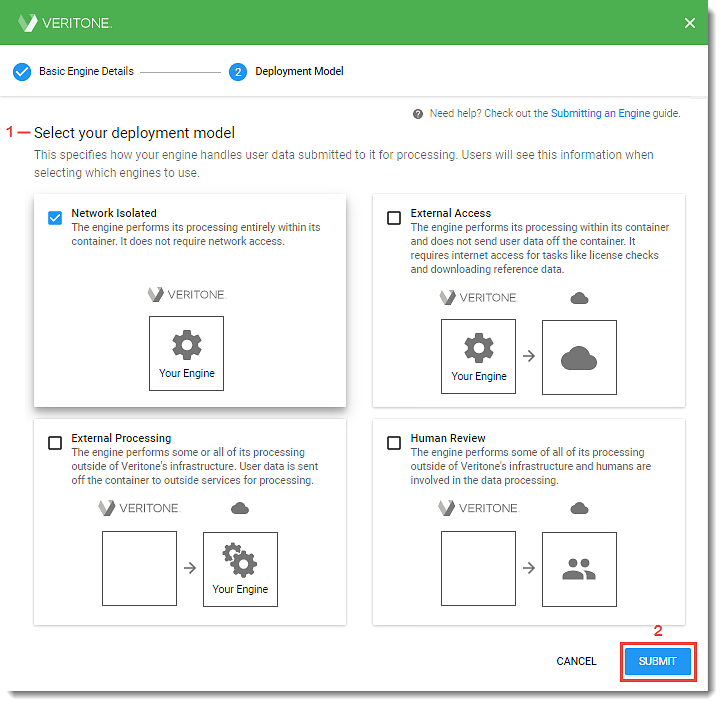 VERITONE
Basic Engine Details
2
Deployment Model
Need help? Check out the Submitting an Engine guide.
1
Select your deployment model
This specifies how your engine handles user data submitted to it for processing. Users will see this information when
selecting which engines to use.
Network Isolated
The engine performs its processing entirely within its
container. It does not require network access.
VERITONE
Your Engine
External Access
The engine performs its processing within its container
and does not send user data off the container. It
requires internet access for tasks like license checks
and downloading reference data.
VERITONE
Your Engine
External Processing
The engine performs some or all of its processing
outside of Veritone's infrastructure. User data is sent
off the container to outside services for processing.
VERITONE
Your Engine
Human Review
The engine performs some of all of its processing
outside of Veritone's infrastructure and humans are
involved in the data processing.
VERITONE
2
CANCEL
SUBMIT